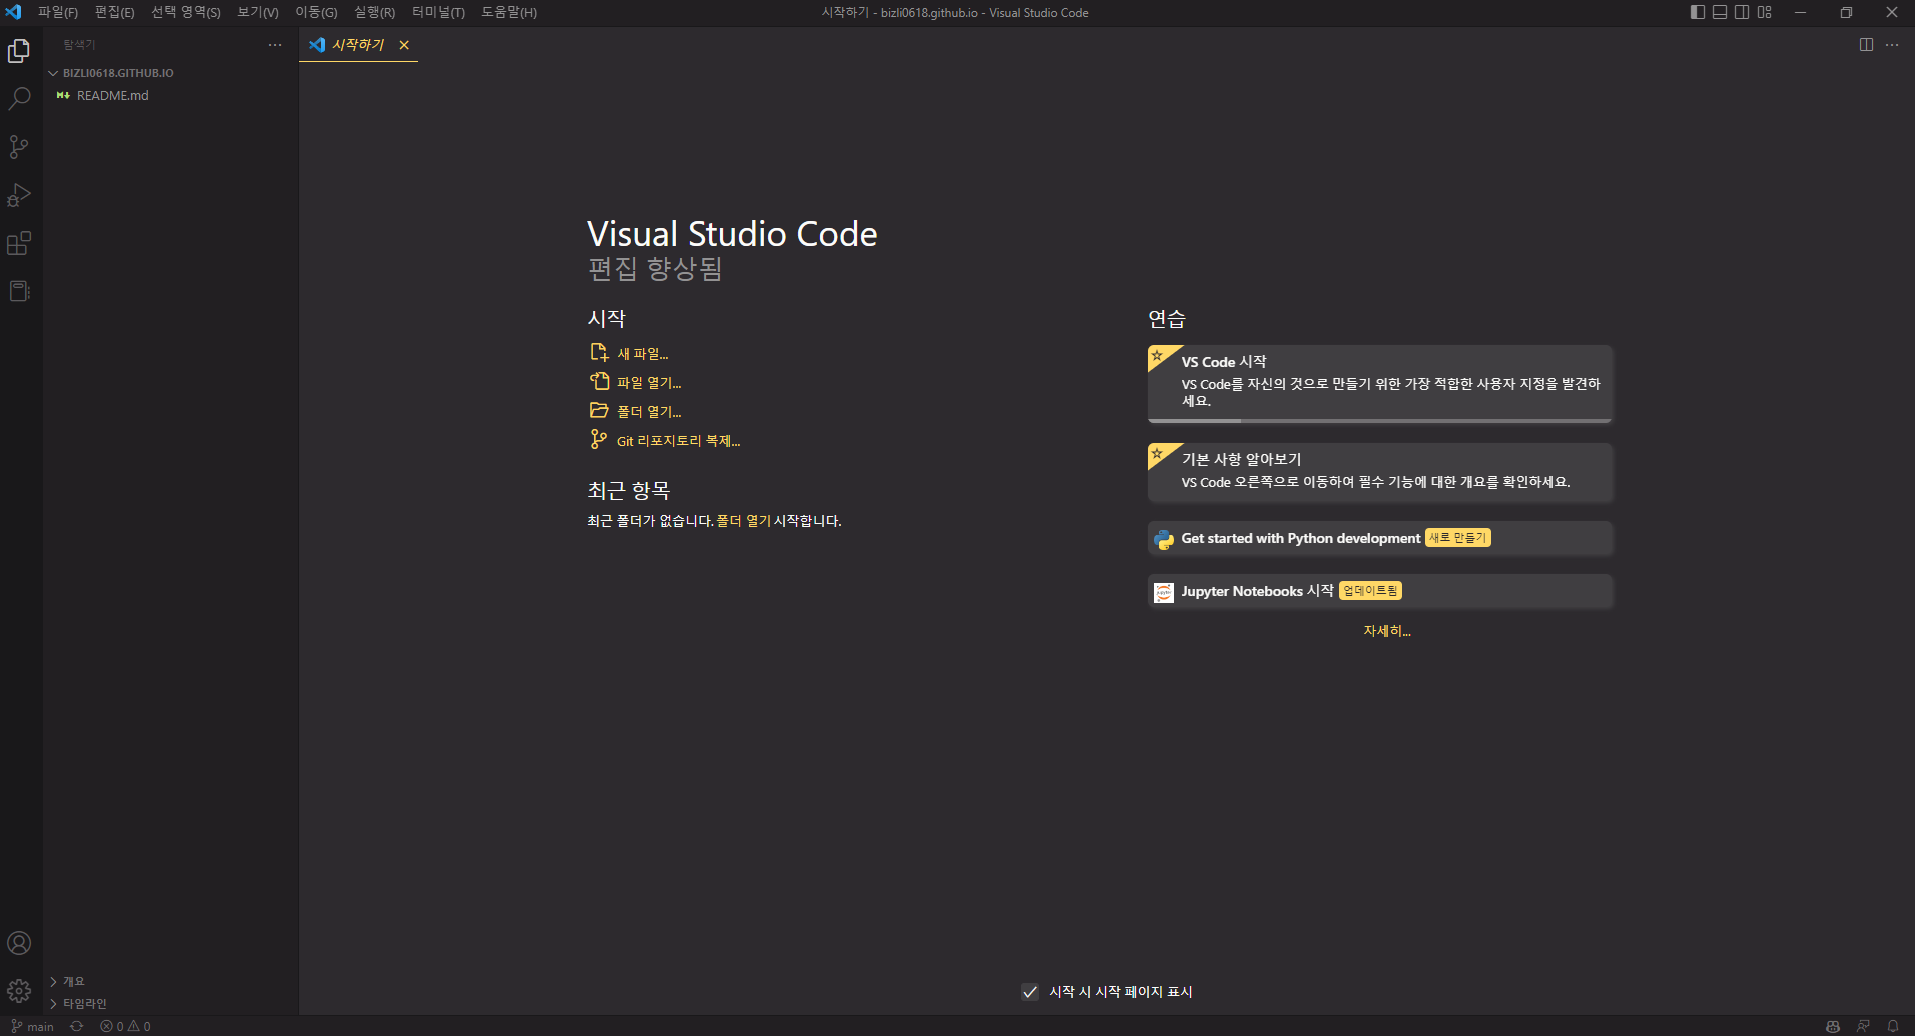 파일(F) 편집(E) 선택 영역(S) 보기(V) 이동(G) 실행(R) 터미널(T) 도움말(H)
시작하기 - bizli0618.github.io - Visual Studio Code
탐색기
시작하기
BIZLI0618.GITHUB.IO
README.md
Visual Studio Code
편집 향상됨
시작
새 파일...
파일 열기...
폴더 열기...
Git 리포지토리 복제...
최근 항목
최근 폴더가 없습니다. 폴더 열기 시작합니다.
연습
VS Code 시작
VS Code를 자신의 것으로 만들기 위한 가장 적합한 사용자 지정을 발견하
세요.
기본 사항 알아보기
VS Code 오른쪽으로 이동하여 필수 기능에 대한 개요를 확인하세요.
Get started with Python development 새로 만들기
Jupyter Notebooks 시작 업데이트됨
자세히...
개요
타임라인
시작 시 시작 페이지 표시
main 0 0